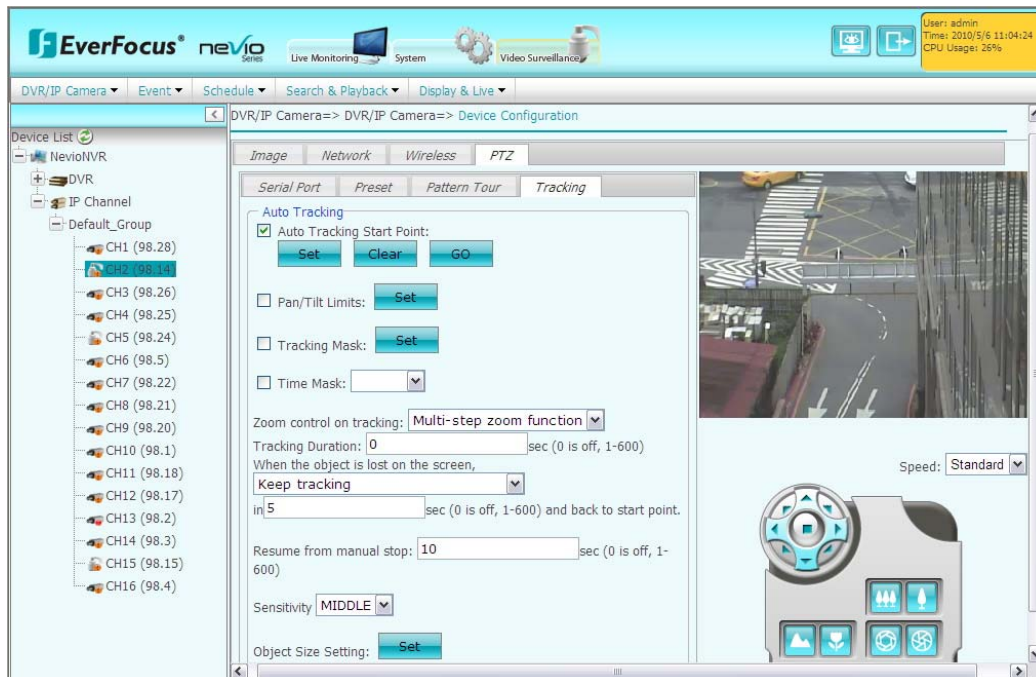 EverFocus® nevio Series
Live Monitoring System Video Surveillance
User: admin
Time: 2010/5/6 11:04:24
CPU Usage: 26%
DVR/IP Camera Event Schedule Search & Playback Display & Live
DVR/IP Camera=> DVR/IP Camera=> Device Configuration
Device List
NevioNVR
DVR
IP Channel
Default_Group
CH1 (98.28)
CH2 (98.14)
CH3 (98.26)
CH4 (98.25)
CH5 (98.24)
CH6 (98.5)
CH7 (98.22)
CH8 (98.21)
CH9 (98.20)
CH10 (98.1)
CH11 (98.18)
CH12 (98.17)
CH13 (98.2)
CH14 (98.3)
CH15 (98.15)
CH16 (98.4)
Image Network Wireless PTZ
Serial Port Preset Pattern Tour Tracking
Auto Tracking
Auto Tracking Start Point:
Set Clear GO
Pan/Tilt Limits: Set
Tracking Mask: Set
Time Mask:
Zoom control on tracking: Multi-step zoom function
Tracking Duration: 0 sec (0 is off, 1-600)
When the object is lost on the screen,
Keep tracking
in 5 sec (0 is off, 1-600) and back to start point.
Resume from manual stop: 10 sec (0 is off, 1-
600)
Sensitivity MIDDLE
Object Size Setting: Set
Speed: Standard